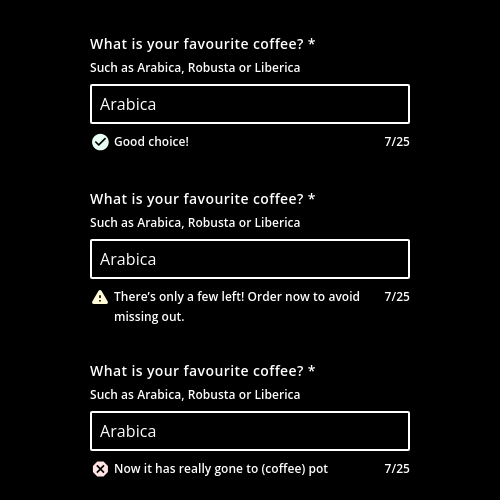 What is your favourite coffee? *
Such as Arabica, Robusta or Liberica
Arabica
Good choice! 7/25
What is your favourite coffee? *
Such as Arabica, Robusta or Liberica
Arabica
There’s only a few left! Order now to avoid 7/25
missing out.
What is your favourite coffee? *
Such as Arabica, Robusta or Liberica
Arabica
Now it has really gone to (coffee) pot 7/25